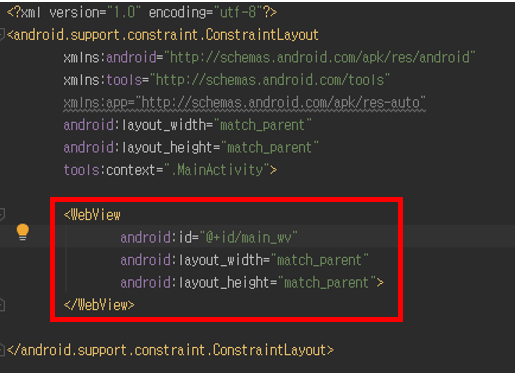 <?xml version="1.0" encoding="utf-8"?>
<android.support.constraint.ConstraintLayout
xmlns:android="http://schemas.android.com/apk/res/android"
xmlns:tools="http://schemas.android.com/tools"
xmlns:app="http://schemas.android.com/apk/res-auto"
android:layout_width="match_parent"
android:layout_height="match_parent"
tools:context=".MainActivity">
<WebView
android:id="@+id/main_wv"
android:layout_width="match_parent"
android:layout_height="match_parent">
</WebView>
</android.support.constraint.ConstraintLayout>